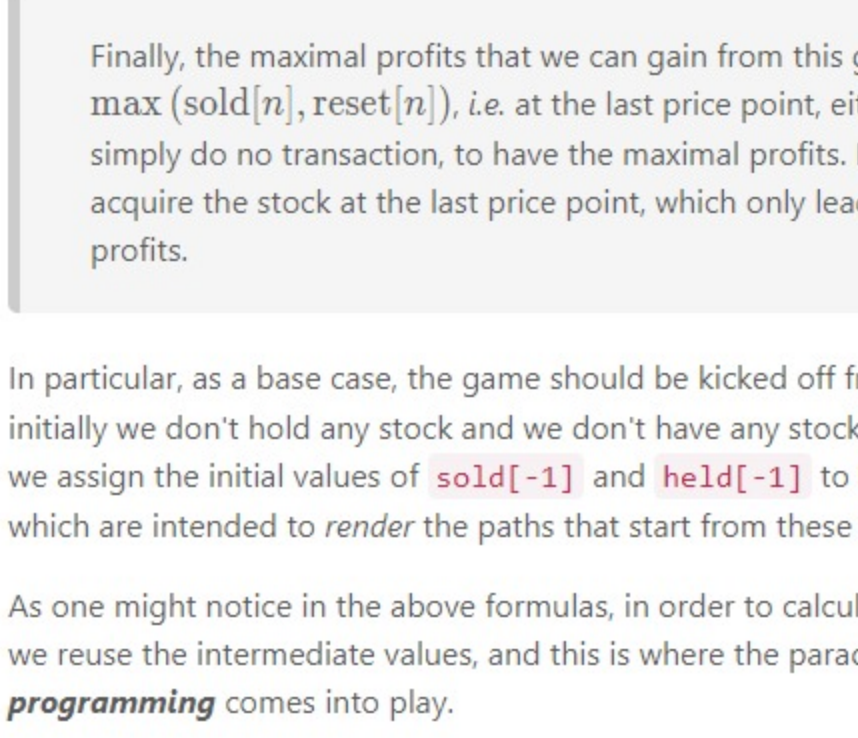 Finally, the maximal profits that we can gain from this
max (sold[n], reset[n]), i.e. at the last price point,
simply do no transaction, to have the maximal profits.
acquire the stock at the last price point, which only
profits.
In particular, as a base case, the game should be kicked off
initially we don't hold any stock and we don't have any stock
we assign the initial values of sold[-1] and held[-1] to
which are intended to render the paths that start from these
As one might notice in the above formulas, in order to
we reuse the intermediate values, and this is where the
programming comes into play.